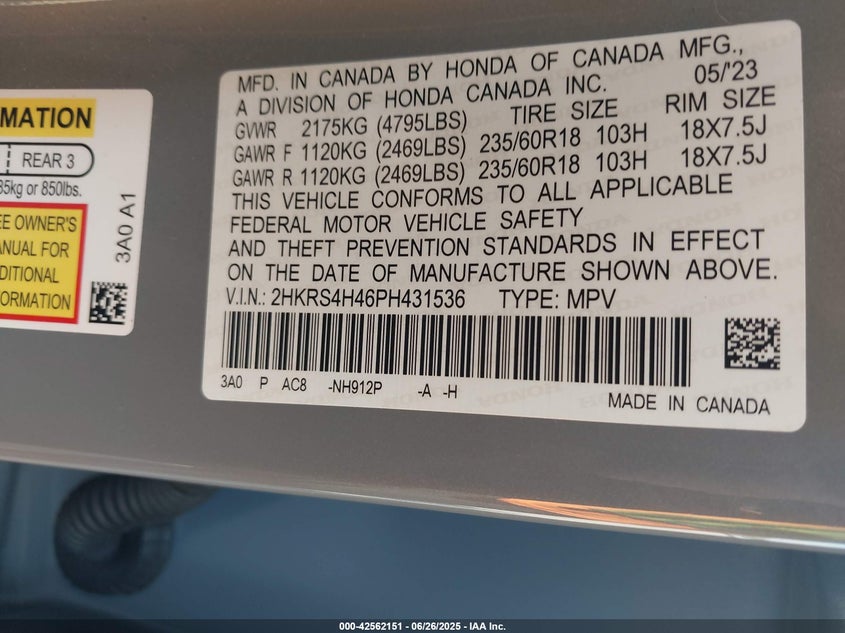 MATION
REAR 3
85kg or 850lbs.
EE OWNER'S
ANUAL FOR
DITIONAL
FORMATION
3A0 A1
MFD. IN CANADA BY HONDA OF CANADA MFG.,
A DIVISION OF HONDA CANADA INC. 05/'23
GVWR 2175KG (4795LBS) TIRE SIZE RIM SIZE
GAWR F 1120KG (2469LBS) 235/60R18 103H 18X7.5J
GAWR R 1120KG (2469LBS) 235/60R18 103H 18X7.5J
THIS VEHICLE CONFORMS TO ALL APPLICABLE
FEDERAL MOTOR VEHICLE SAFETY
AND THEFT PREVENTION STANDARDS IN EFFECT
ON THE DATE OF MANUFACTURE SHOWN ABOVE.
V.I.N.: 2HKRS4H46PH431536 TYPE: MPV
3A0 P AC8 -NH912P -A -H
MADE IN CANADA
000-42562151 - 06/26/2025 - IAA Inc.